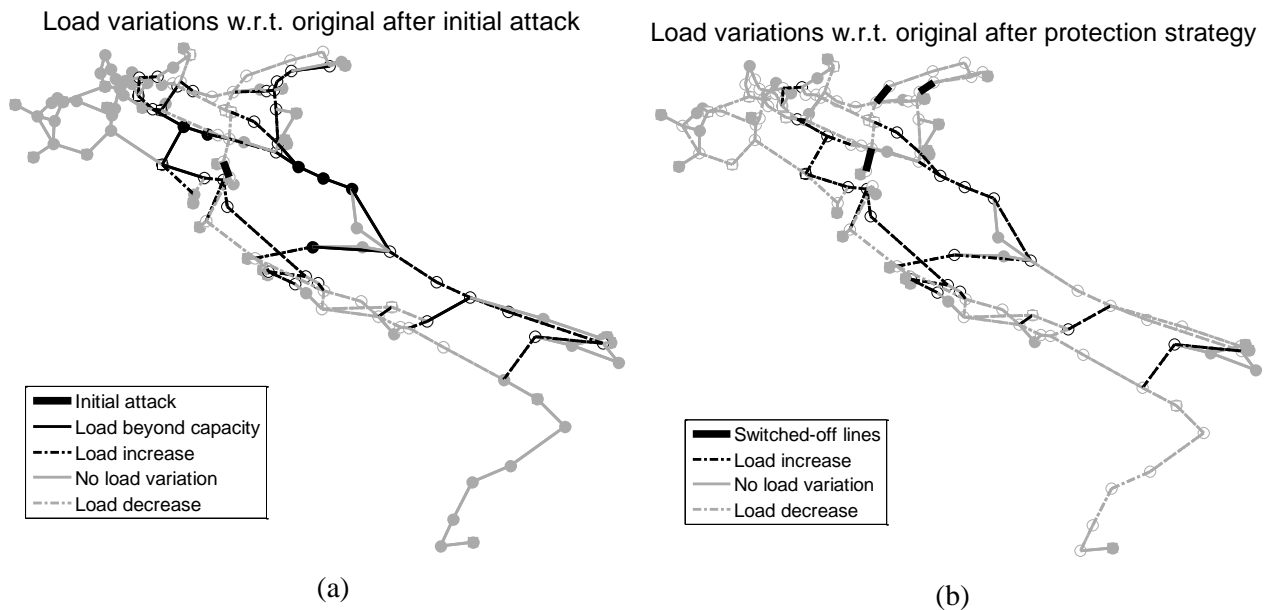 Load variations w.r.t. original after initial attack
Initial attack
Load beyond capacity
Load increase
No load variation
Load decrease
(a)
Load variations w.r.t. original after protection strategy
Switched-off lines
Load increase
No load variation
Load decrease
(b)